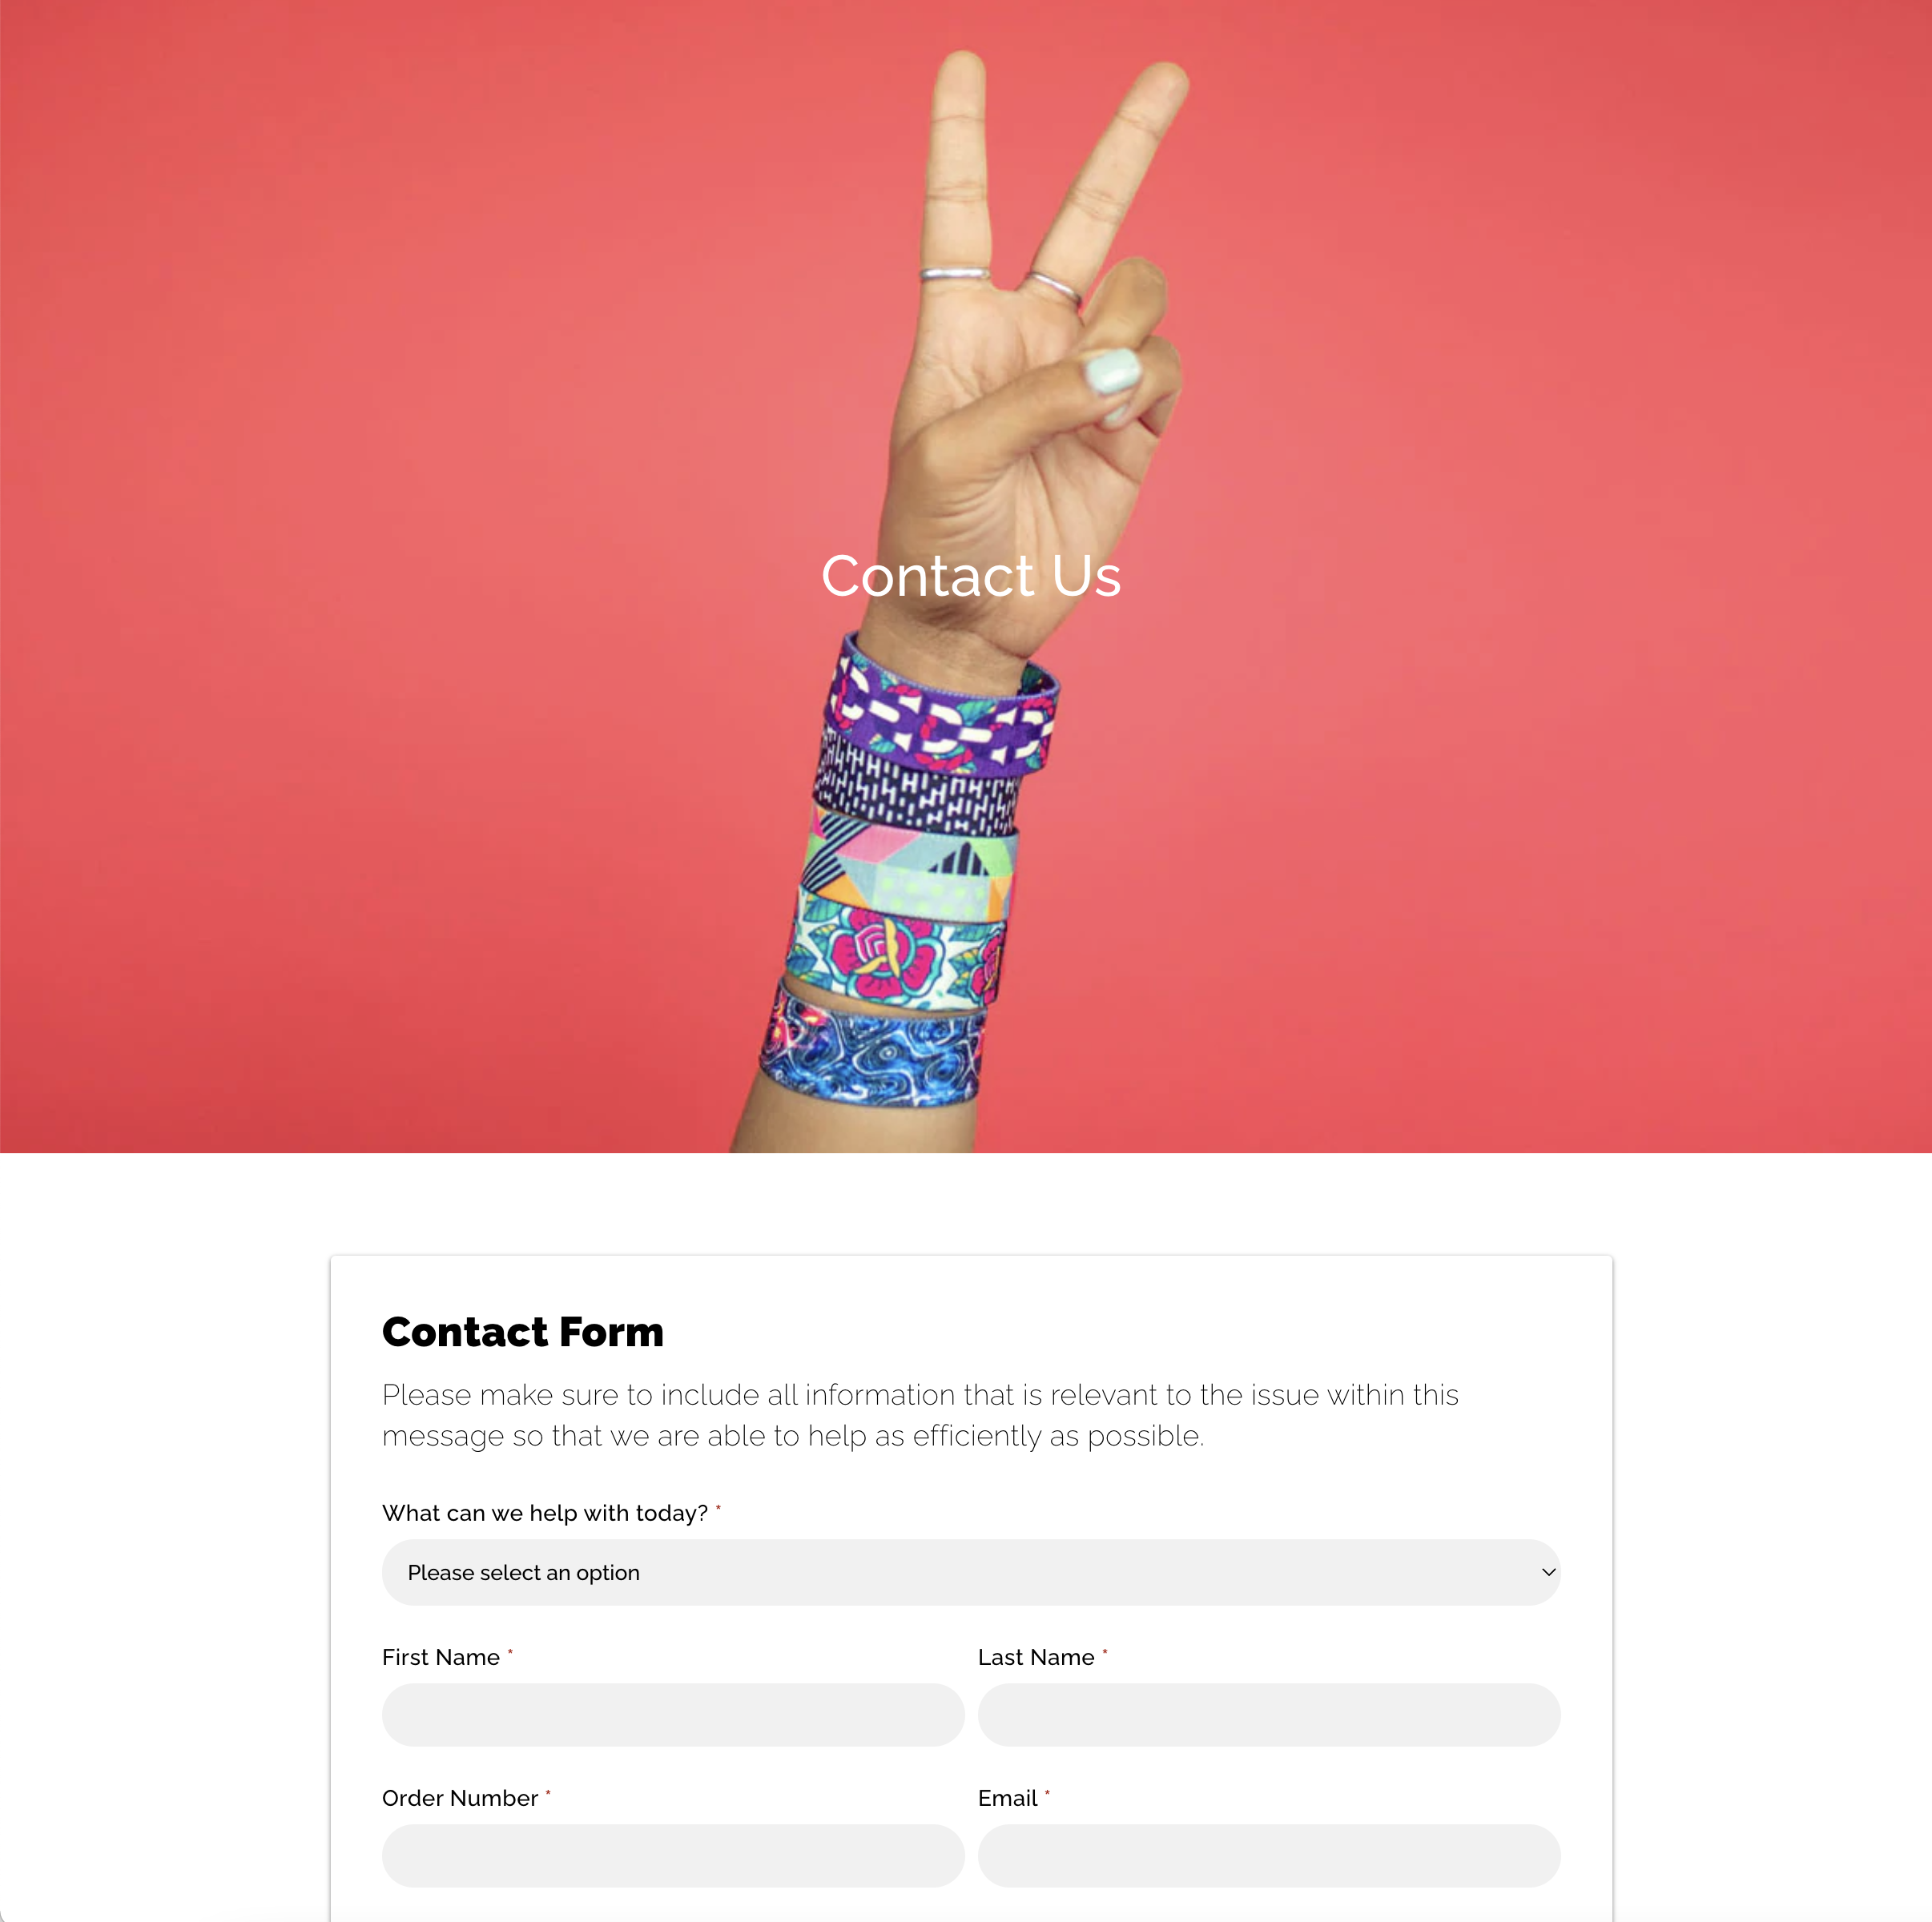 Contact Us
Contact Form
Please make sure to include all information that is relevant to the issue within this
message so that we are able to help as efficiently as possible.
What can we help with today? *
Please select an option
First Name *
Last Name *
Order Number *
Email *